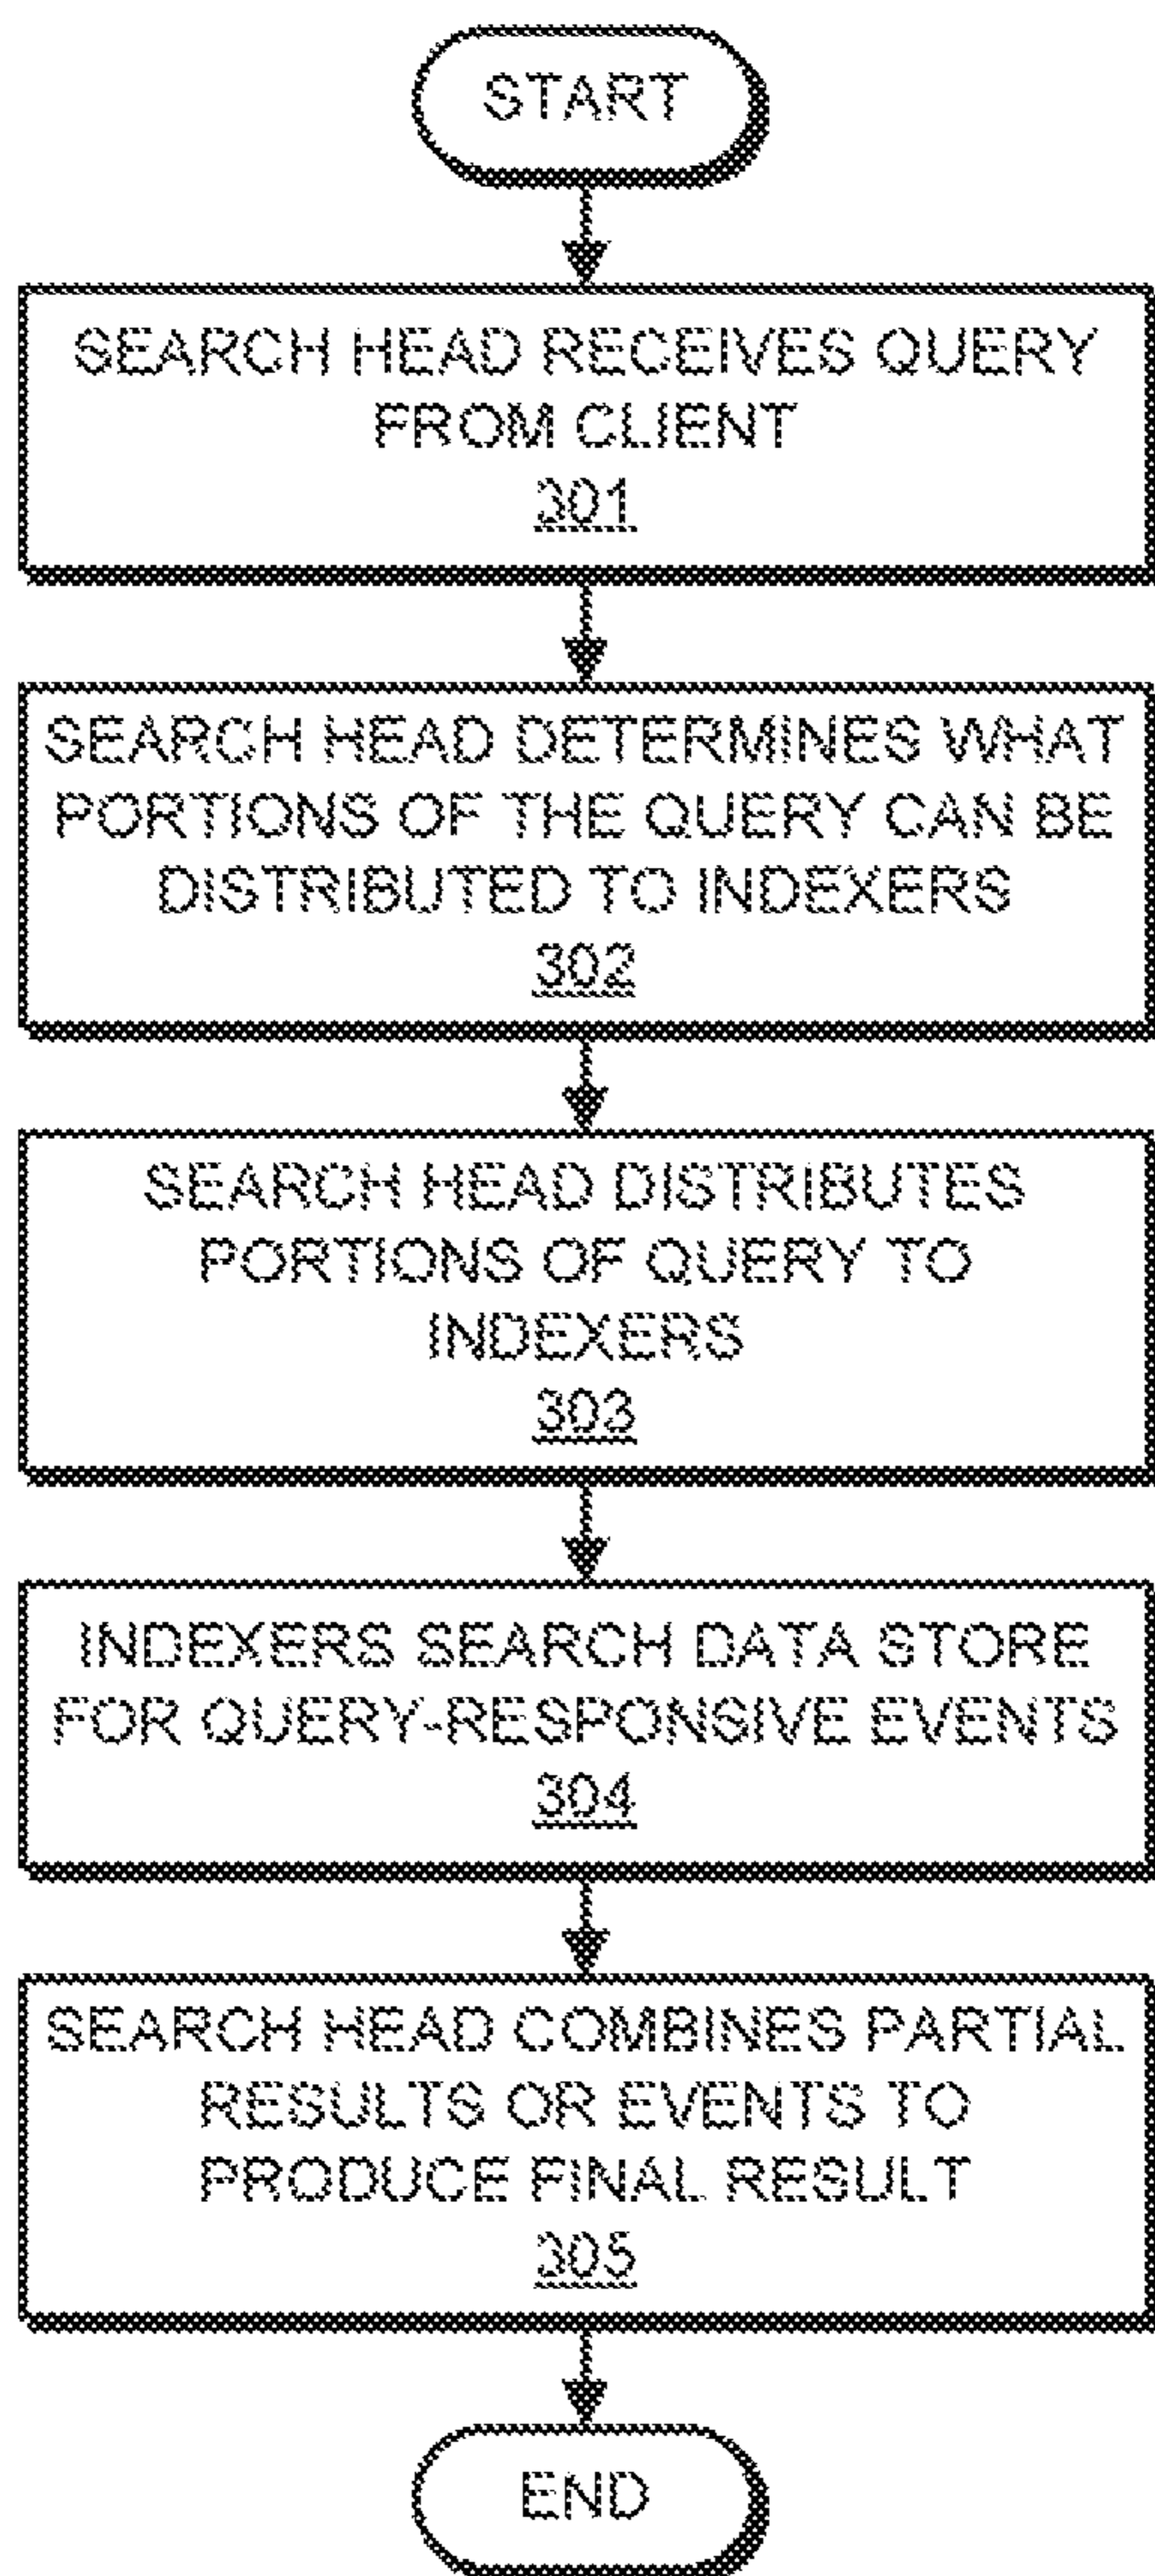 START
SEARCH HEAD RECEIVES QUERY
FROM CLIENT
301
SEARCH HEAD DETERMINES WHAT
PORTIONS OF THE QUERY CAN BE
DISTRIBUTED TO INDEXERS
302
SEARCH HEAD DISTRIBUTES
PORTIONS OF QUERY TO
INDEXERS
303
INDEXERS SEARCH DATA STORE
FOR QUERY-RESPONSIVE EVENTS
304
SEARCH HEAD COMBINES PARTIAL
RESULTS OR EVENTS TO
PRODUCE FINAL RESULT
305
END